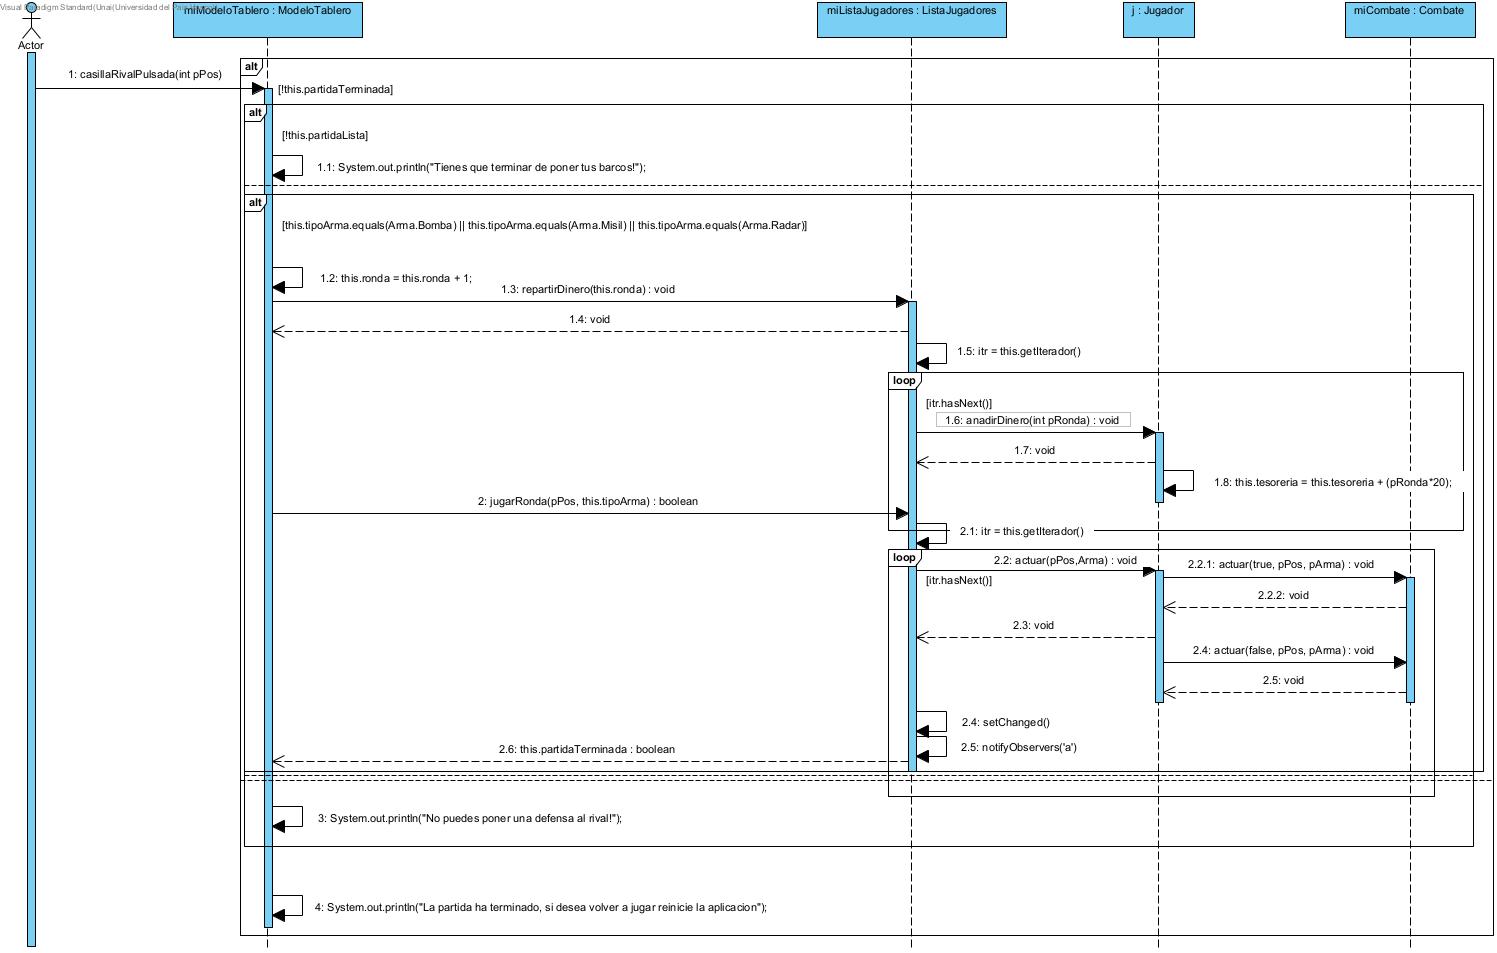 Visual Paradigm Standard(Unai(Universidad del Pa
miModeloTablero : ModeloTablero
miListaJugadores : ListaJugadores
j : Jugador
miCombate : Combate
Actor
alt
1: casillaRivalPulsada(int pPos)
[!this.partidaTerminada]
alt
[!this.partidaLista]
1.1: System.out.println("Tienes que terminar de poner tus barcos!");
alt
[this.tipoArma.equals(Arma.Bomba) || this.tipoArma.equals(Arma.Misil) || this.tipoArma.equals(Arma.Radar)]
1.2: this.ronda = this.ronda + 1;
1.3: repartirDinero(this.ronda) : void
1.4: void
1.5: itr = this.getIterador()
loop
[itr.hasNext()]
1.6: anadirDinero(int pRonda) : void
1.7: void
1.8: this.tesoreria = this.tesoreria + (pRonda*20);
2: jugarRonda(pPos, this.tipoArma) : boolean
2.1: itr = this.getIterador()
loop
2.2: actuar(pPos,Arma) : void
2.2.1: actuar(true, pPos, pArma) : void
[itr.hasNext()]
2.2.2: void
2.3: void
2.4: actuar(false, pPos, pArma) : void
2.5: void
2.4: setChanged()
2.5: notifyObservers('a')
2.6: this.partidaTerminada : boolean
3: System.out.println("No puedes poner una defensa al rival!");
4: System.out.println("La partida ha terminado, si desea volver a jugar reinicie la aplicacion");